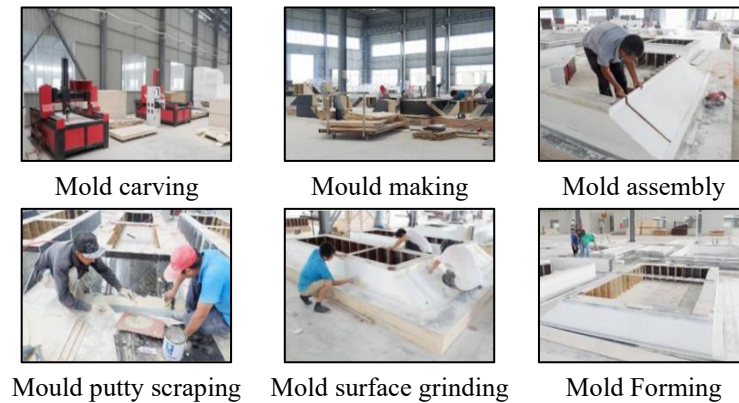 Mold carving
Mould making
Mold assembly
Mould putty scraping
Mold surface grinding
Mold Forming